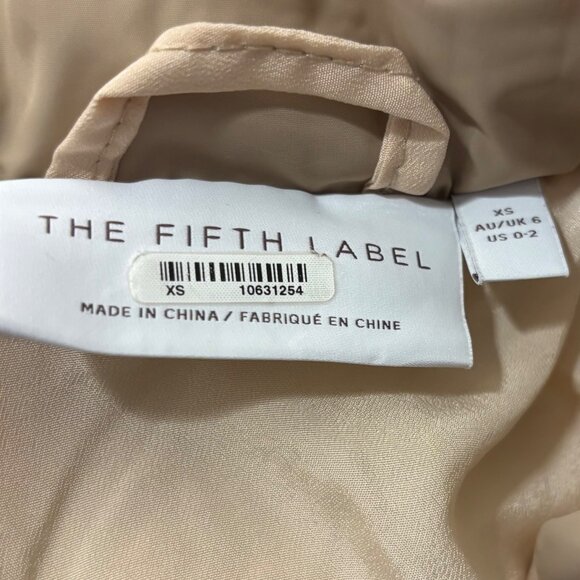 THE FIFTH LABEL
XS 10631254
MADE IN CHINA / FABRIQUÉ EN CHINE
XS
AU/UK 6
US 0-2